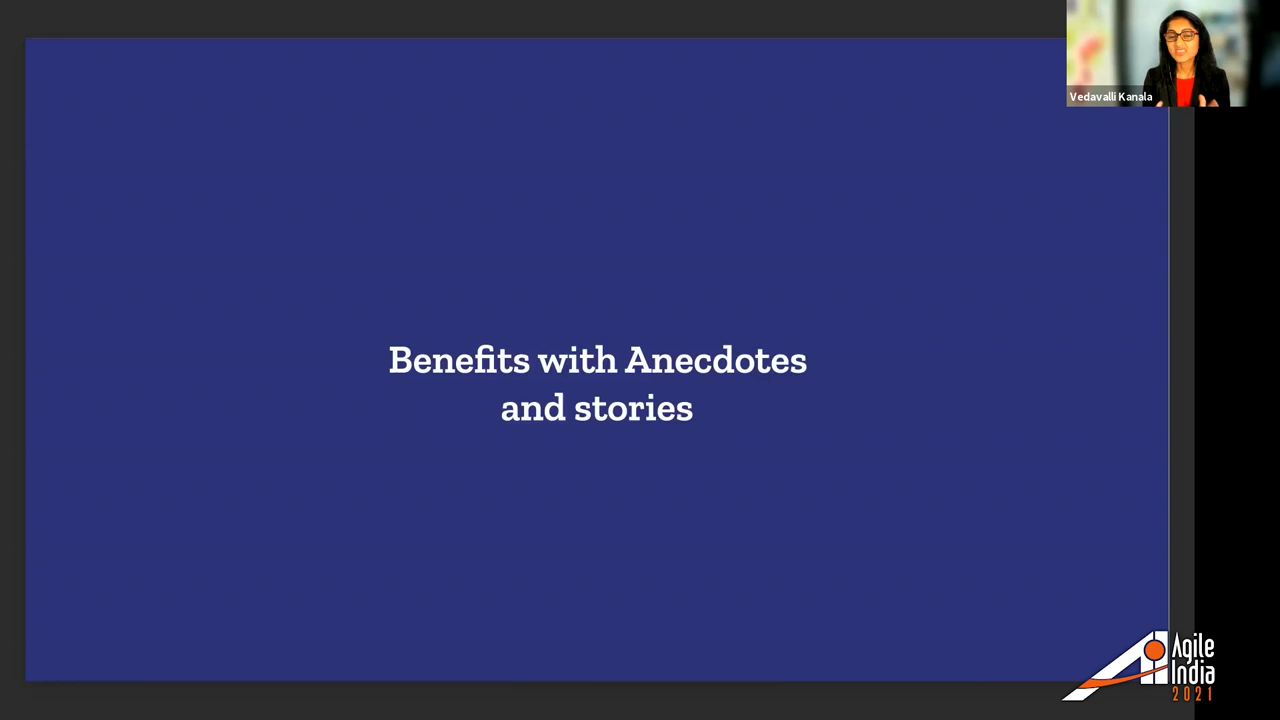 Vedavalli Kanala
Benefits with Anecdotes
and stories
Agile
India
2021